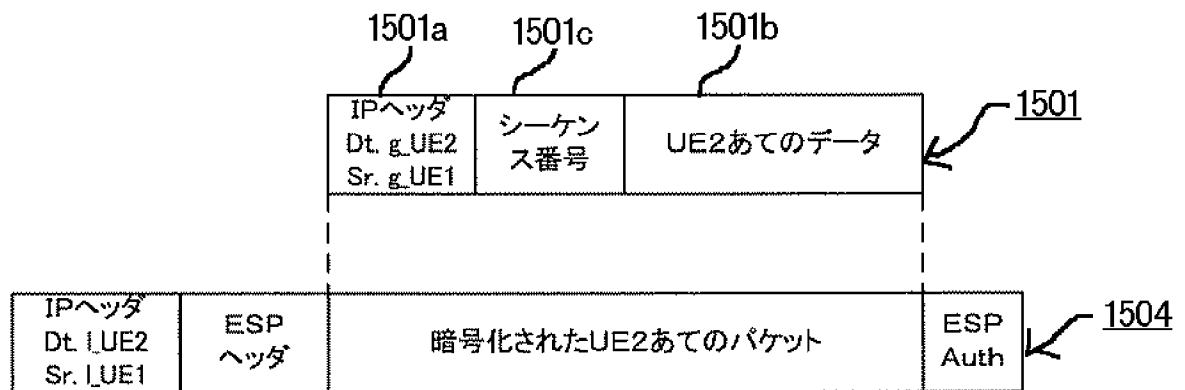 1501a
1501c
1501b
IPヘッダ
Dt. g_UE2
Sr. g_UE1
シーケン
ス番号
UE2あてのデータ
1501
IPヘッダ
Dt. l_UE2
Sr. l_UE1
ESP
ヘッダ
暗号化されたUE2あてのパケット
ESP
Auth
1504